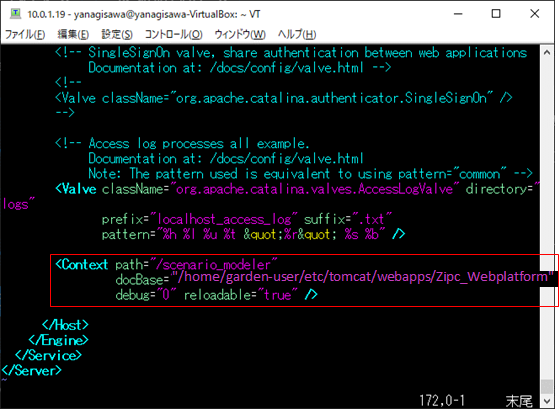 10.0.1.19 - yanagisawa@yanagisawa-VirtualBox: ~ VT
ファイル(F) 編集(E) 設定(S) コントロール(O) ウィンドウ(W) ヘルプ(H)
<!-- SingleSignOn valve, share authentication between web applications
Documentation at: /docs/config/valve.html -->
<!--
<Valve className="org.apache.catalina.authenticator.SingleSignOn" />
-->
<!-- Access log processes all example.
Documentation at: /docs/config/valve.html
Note: The pattern used is equivalent to using pattern="common" -->
<Valve className="org.apache.catalina.valves.AccessLogValve" directory="
logs"
prefix="localhost_access_log" suffix=".txt"
pattern="%h %l %u %t &quot;%r&quot; %s %b" />
<Context path="/scenario_modeler"
docBase="/home/garden-user/etc/tomcat/webapps/Zipc_Webplatform"
debug="0" reloadable="true" />
</Host>
</Engine>
</Service>
</Server>
~
172,0-1 末尾